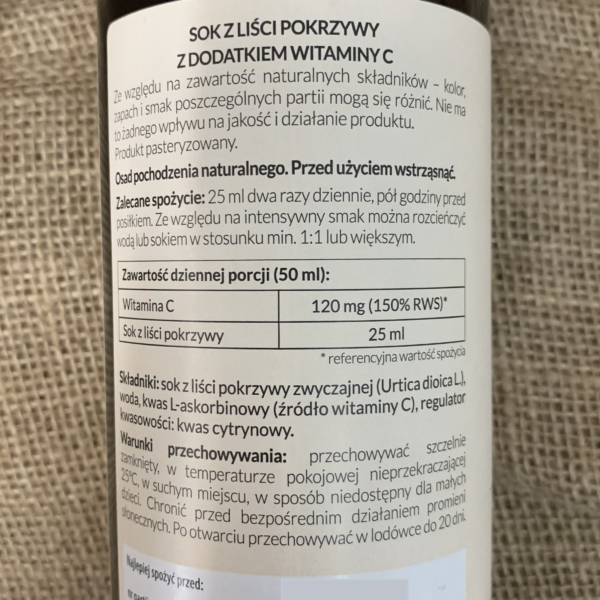 SOK Z LIŚCI POKRZYWY
Z DODATKIEM WITAMINY C
Ze względu na zawartość naturalnych składników – kolor,
zapach i smak poszczególnych partii mogą się różnić. Nie ma
to żadnego wpływu na jakość i działanie produktu.
Produkt pasteryzowany.
Osad pochodzenia naturalnego. Przed użyciem wstrząsnąć.
Zalecane spożycie: 25 ml dwa razy dziennie, pół godziny przed
posiłkiem. Ze względu na intensywny smak można rozcieńczyć
wodą lub sokiem w stosunku min. 1:1 lub większym.
Zawartość dziennej porcji (50 ml):
Witamina C 120 mg (150% RWS)*
Sok z liści pokrzywy 25 ml
* referencyjna wartość spożycia
Składniki: sok z liści pokrzywy zwyczajnej (Urtica dioica L.),
woda, kwas L-askorbinowy (źródło witaminy C), regulator
kwasowości: kwas cytrynowy.
Warunki przechowywania: przechowywać szczelnie
zamknięty, w temperaturze pokojowej nieprzekraczającej
25°C, w suchym miejscu, w sposób niedostępny dla małych
dzieci. Chronić przed bezpośrednim działaniem promieni
słonecznych. Po otwarciu przechowywać w lodówce do 20 dni.
Najlepiej spożyć przed: